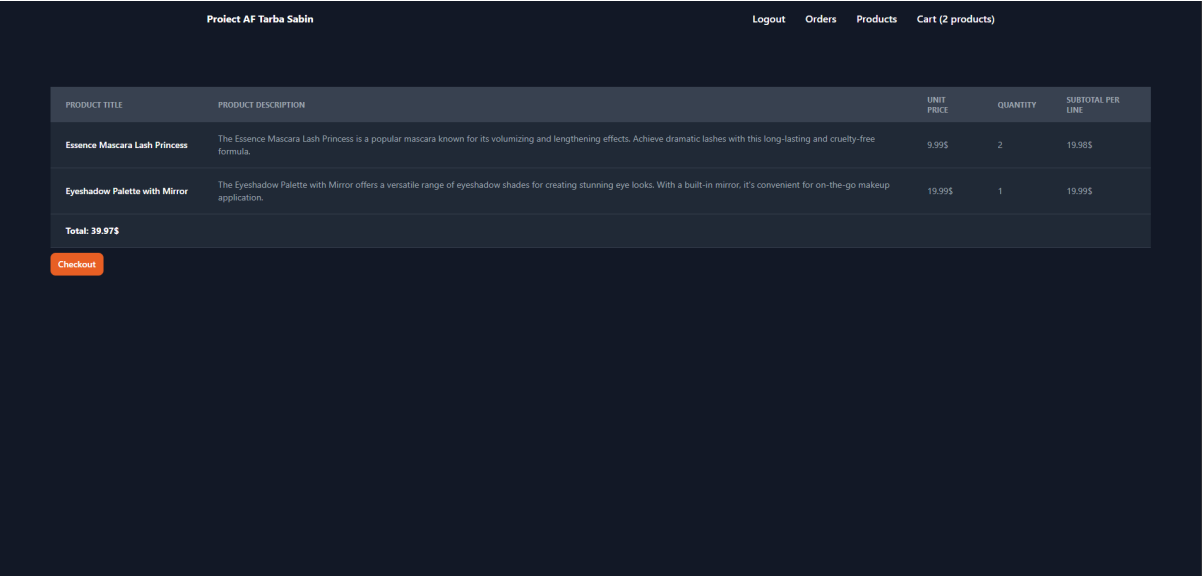 Proiect AF Tarba Sabin
Logout Orders Products Cart (2 products)
PRODUCT TITLE PRODUCT DESCRIPTION UNIT PRICE QUANTITY SUBTOTAL PER LINE
Essence Mascara Lash Princess
The Essence Mascara Lash Princess is a popular mascara known for its volumizing and lengthening effects. Achieve dramatic lashes with this long-lasting and cruelty-free
formula.
9.99$ 2 19.98$
Eyeshadow Palette with Mirror
The Eyeshadow Palette with Mirror offers a versatile range of eyeshadow shades for creating stunning eye looks. With a built-in mirror, it's convenient for on-the-go makeup
application.
19.99$ 1 19.99$
Total: 39.97$
Checkout